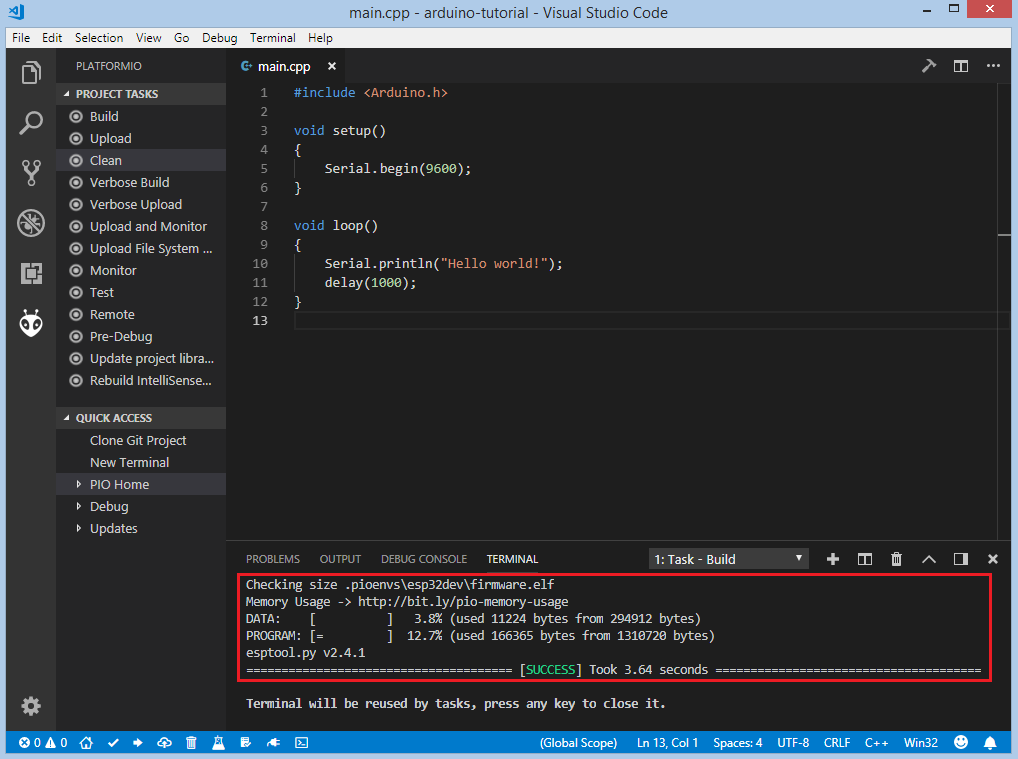 main.cpp - arduino-tutorial - Visual Studio Code
File Edit Selection View Go Debug Terminal Help
PLATFORMIO
PROJECT TASKS
Build
Upload
Clean
Verbose Build
Verbose Upload
Upload and Monitor
Upload File System ...
Monitor
Test
Remote
Pre-Debug
Update project libra...
Rebuild IntelliSense...
QUICK ACCESS
Clone Git Project
New Terminal
PIO Home
Debug
Updates
main.cpp
1 #include <Arduino.h>
2
3 void setup()
4 {
5 Serial.begin(9600);
6 }
7
8 void loop()
9 {
10 Serial.println("Hello world!");
11 delay(1000);
12 }
13
PROBLEMS OUTPUT DEBUG CONSOLE TERMINAL 1: Task - Build
Checking size .pioenvs\esp32dev\firmware.elf
Memory Usage -> http://bit.ly/pio-memory-usage
DATA: [ ] 3.8% (used 11224 bytes from 294912 bytes)
PROGRAM: [= ] 12.7% (used 166365 bytes from 1310720 bytes)
esptool.py v2.4.1
====================================== [SUCCESS] Took 3.64 seconds ======================================
Terminal will be reused by tasks, press any key to close it.
0 0 (Global Scope) Ln 13, Col 1 Spaces: 4 UTF-8 CRLF C++ Win32